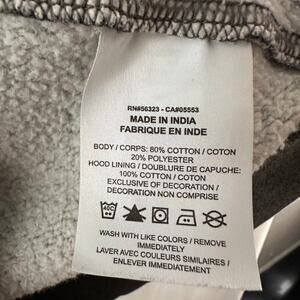 RN#56323 - CA#05553
MADE IN INDIA
FABRIQUE EN INDE
BODY / CORPS: 80% COTTON / COTON
20% POLYESTER
HOOD LINING / DOUBLURE DE CAPUCHE:
100% COTTON / COTON
EXCLUSIVE OF DECORATION /
DECORATION NON COMPRISE
40C
WASH WITH LIKE COLORS / REMOVE
IMMEDIATELY
LAVER AVEC COULEURS SIMILAIRES /
ENLEVER IMMEDIATEMENT